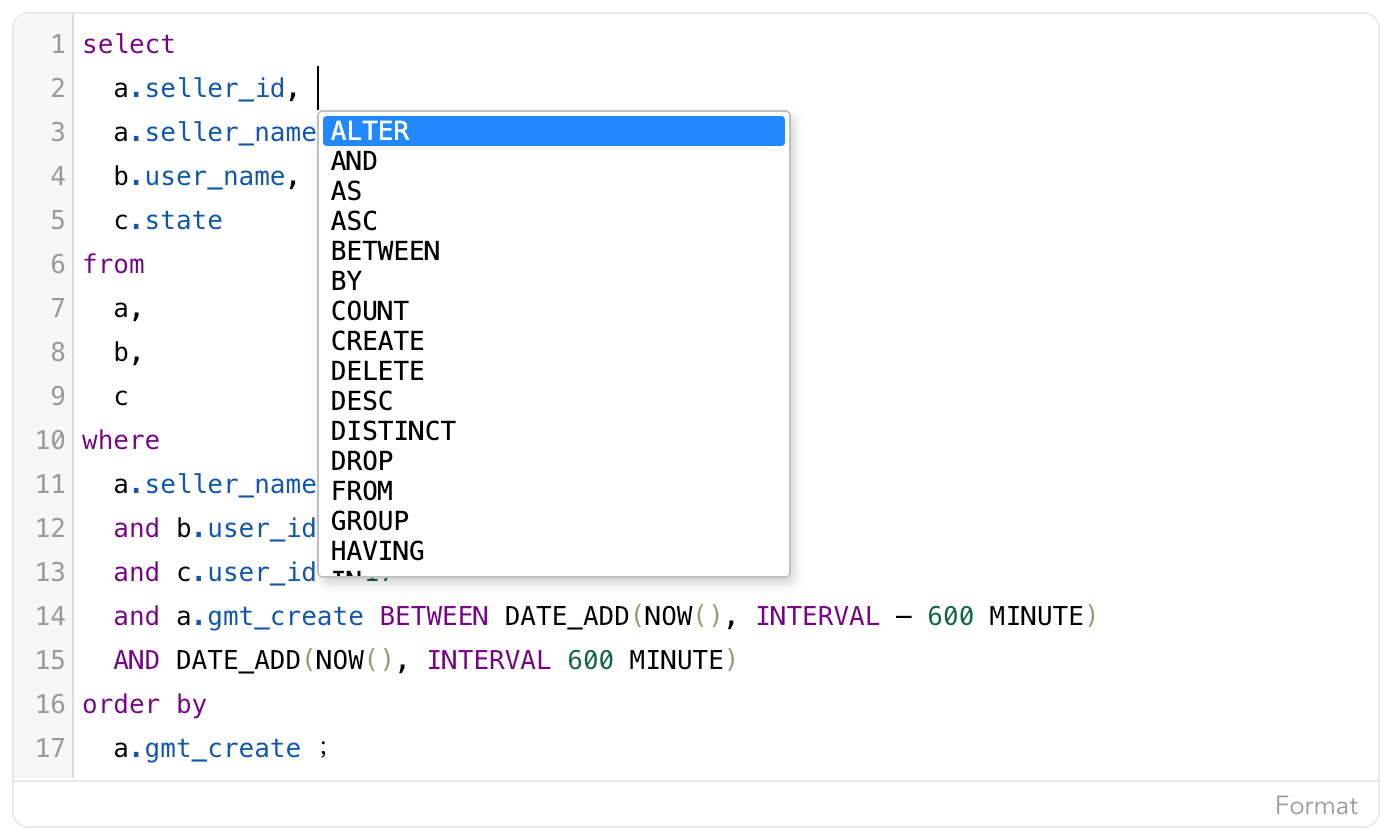 1 select
2 a.seller_id,
3 a.seller_name
4 b.user_name,
5 c.state
6 from
7 a,
8 b,
9 c
10 where
11 a.seller_name
12 and b.user_id
13 and c.user_id
14 and a.gmt_create BETWEEN DATE_ADD(NOW(), INTERVAL – 600 MINUTE)
15 AND DATE_ADD(NOW(), INTERVAL 600 MINUTE)
16 order by
17 a.gmt_create ;
ALTER
AND
AS
ASC
BETWEEN
BY
COUNT
CREATE
DELETE
DESC
DISTINCT
DROP
FROM
GROUP
HAVING
Format